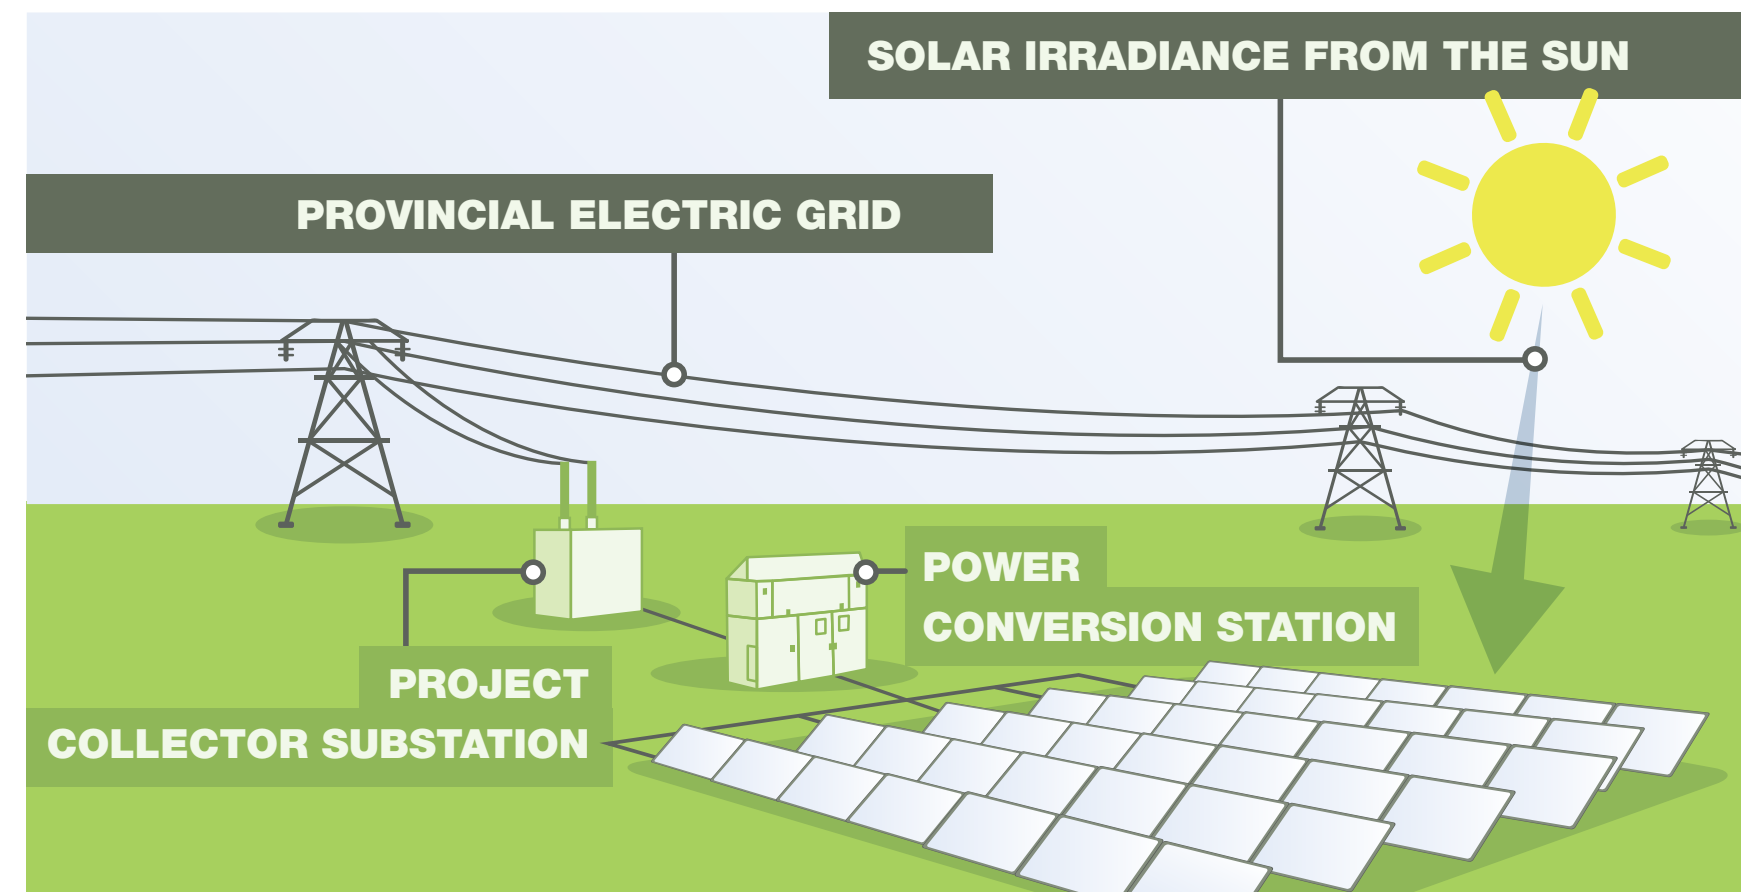 SOLAR IRRADIANCE FROM THE SUN
PROVINCIAL ELECTRIC GRID
POWER
CONVERSION STATION
PROJECT
COLLECTOR SUBSTATION